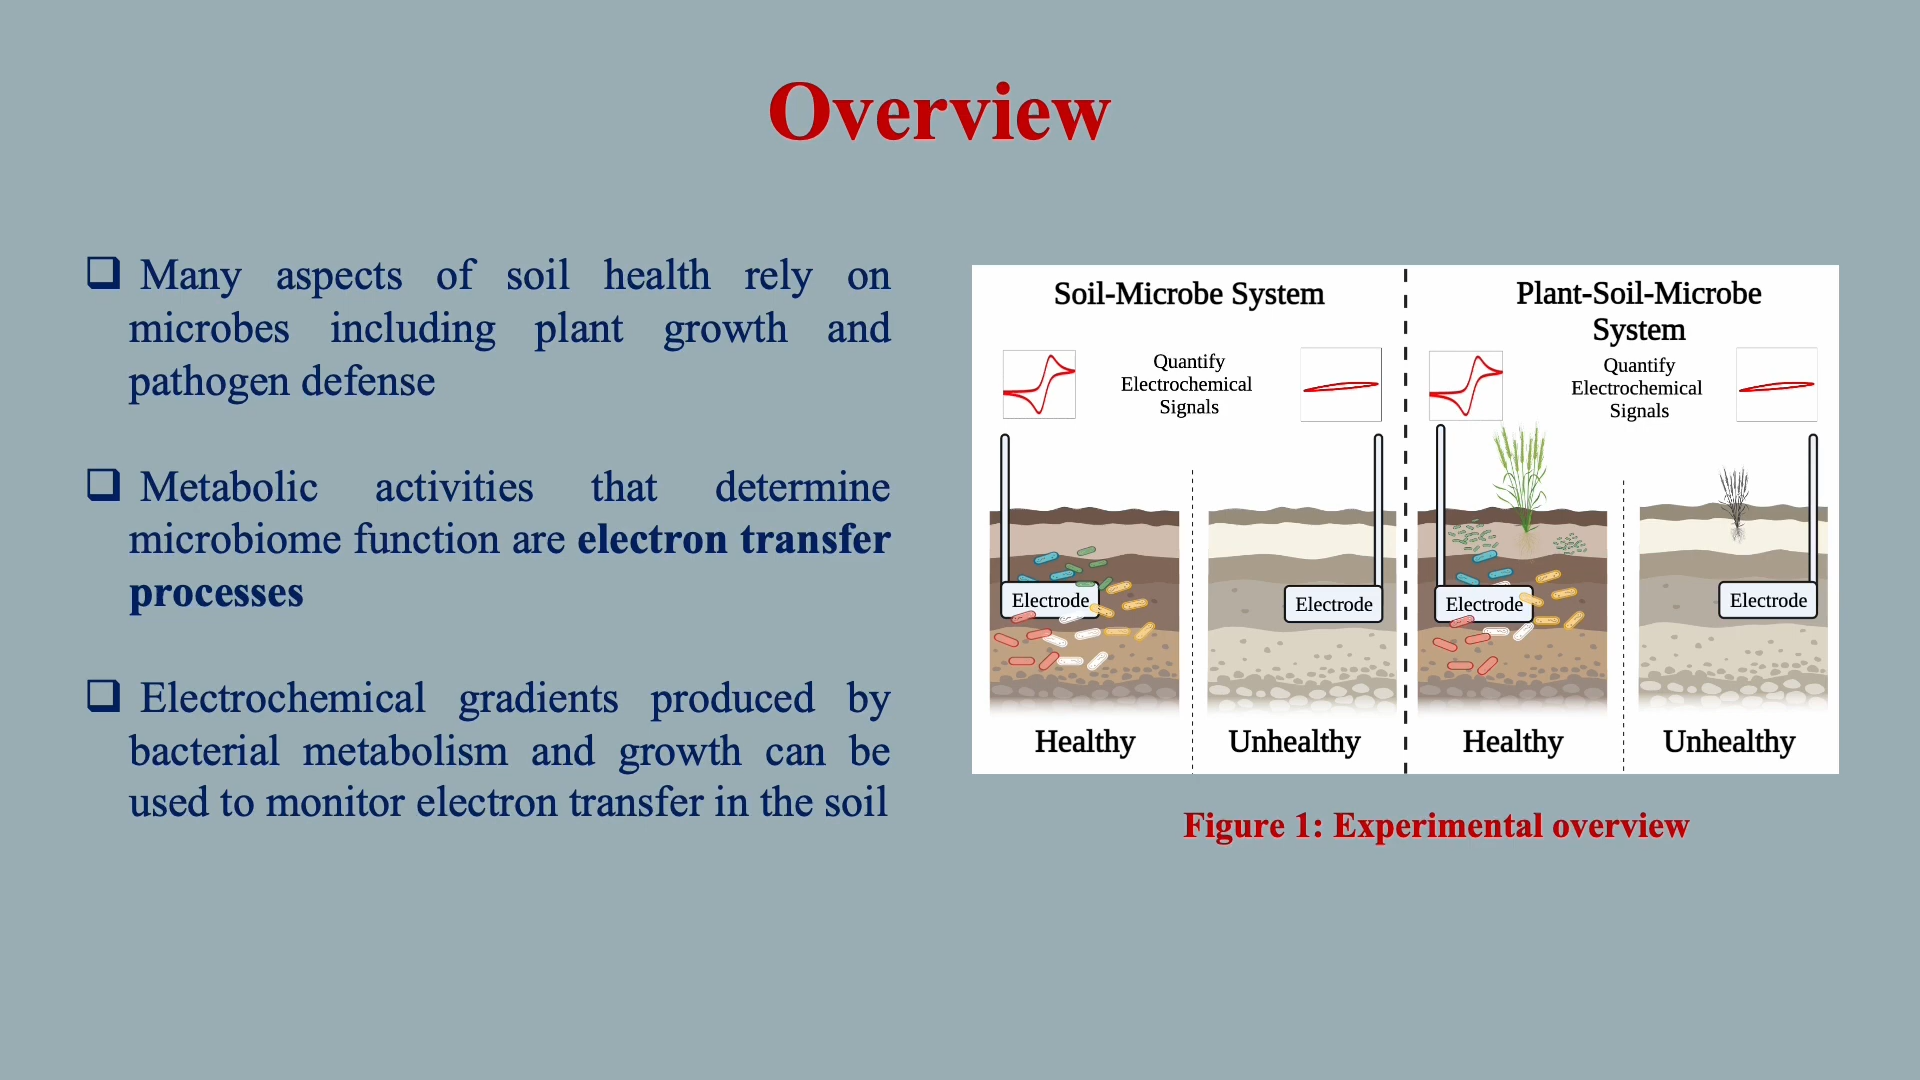 Overview
Many aspects of soil health rely on
microbes including plant growth and
pathogen defense
Metabolic activities that determine
microbiome function are electron transfer
processes
Electrochemical gradients produced by
bacterial metabolism and growth can be
used to monitor electron transfer in the soil
Soil-Microbe System
Quantify
Electrochemical
Signals
Electrode
Electrode
Healthy
Unhealthy
Plant-Soil-Microbe
System
Quantify
Electrochemical
Signals
Electrode
Electrode
Healthy
Unhealthy
Figure 1: Experimental overview